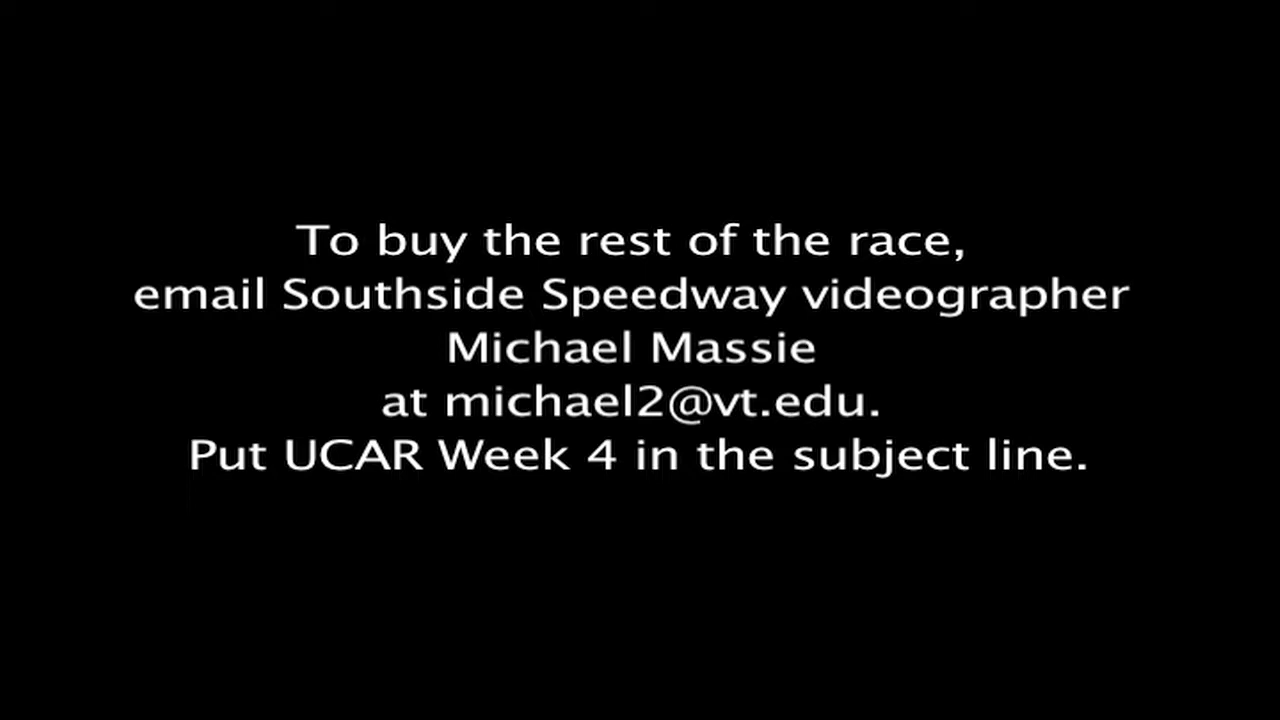 To buy the rest of the race,
email Southside Speedway videographer
Michael Massie
at michael2@vt.edu.
Put UCAR Week 4 in the subject line.